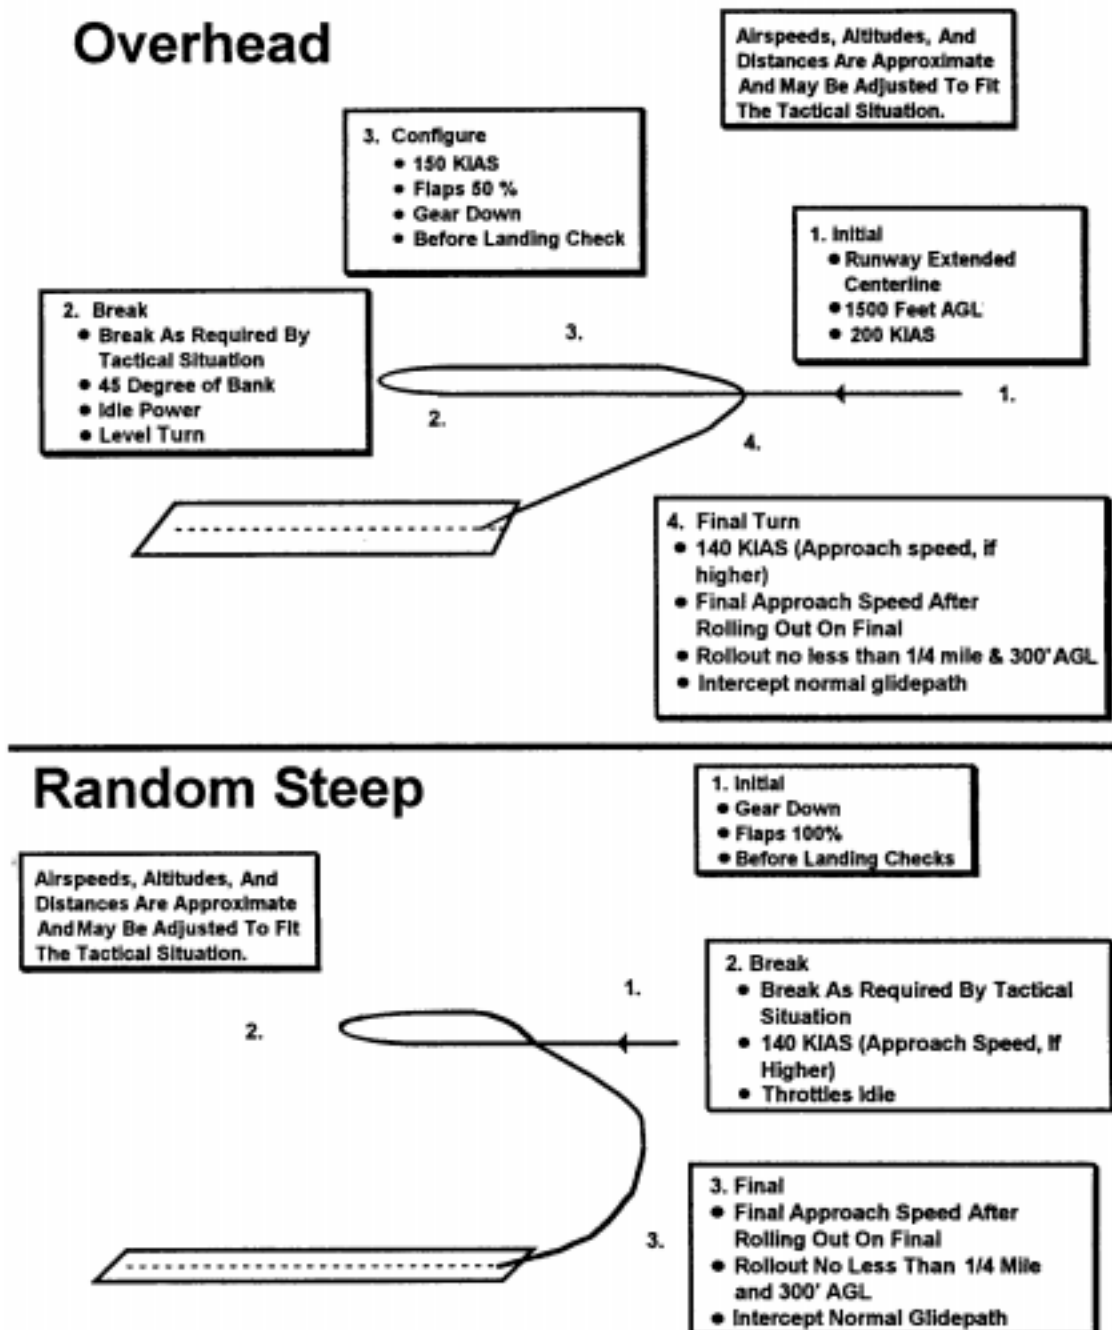 Overhead
Airspeeds, Altitudes, And
Distances Are Approximate
And May Be Adjusted To Fit
The Tactical Situation.
3. Configure
● 150 KIAS
● Flaps 50 %
● Gear Down
● Before Landing Check
1. Initial
● Runway Extended
Centerline
● 1500 Feet AGL
● 200 KIAS
2. Break
● Break As Required By
Tactical Situation
● 45 Degree of Bank
● Idle Power
● Level Turn
3.
1.
2.
4.
4. Final Turn
● 140 KIAS (Approach speed, if
higher)
● Final Approach Speed After
Rolling Out On Final
● Rollout no less than 1/4 mile & 300' AGL
● Intercept normal glidepath
Random Steep
1. Initial
● Gear Down
● Flaps 100%
● Before Landing Checks
Airspeeds, Altitudes, And
Distances Are Approximate
And May Be Adjusted To Fit
The Tactical Situation.
2. Break
● Break As Required By Tactical
Situation
● 140 KIAS (Approach Speed, If
Higher)
● Throttles Idle
1.
2.
3. Final
● Final Approach Speed After
Rolling Out On Final
● Rollout No Less Than 1/4 Mile
and 300' AGL
● Intercept Normal Glidepath
3.